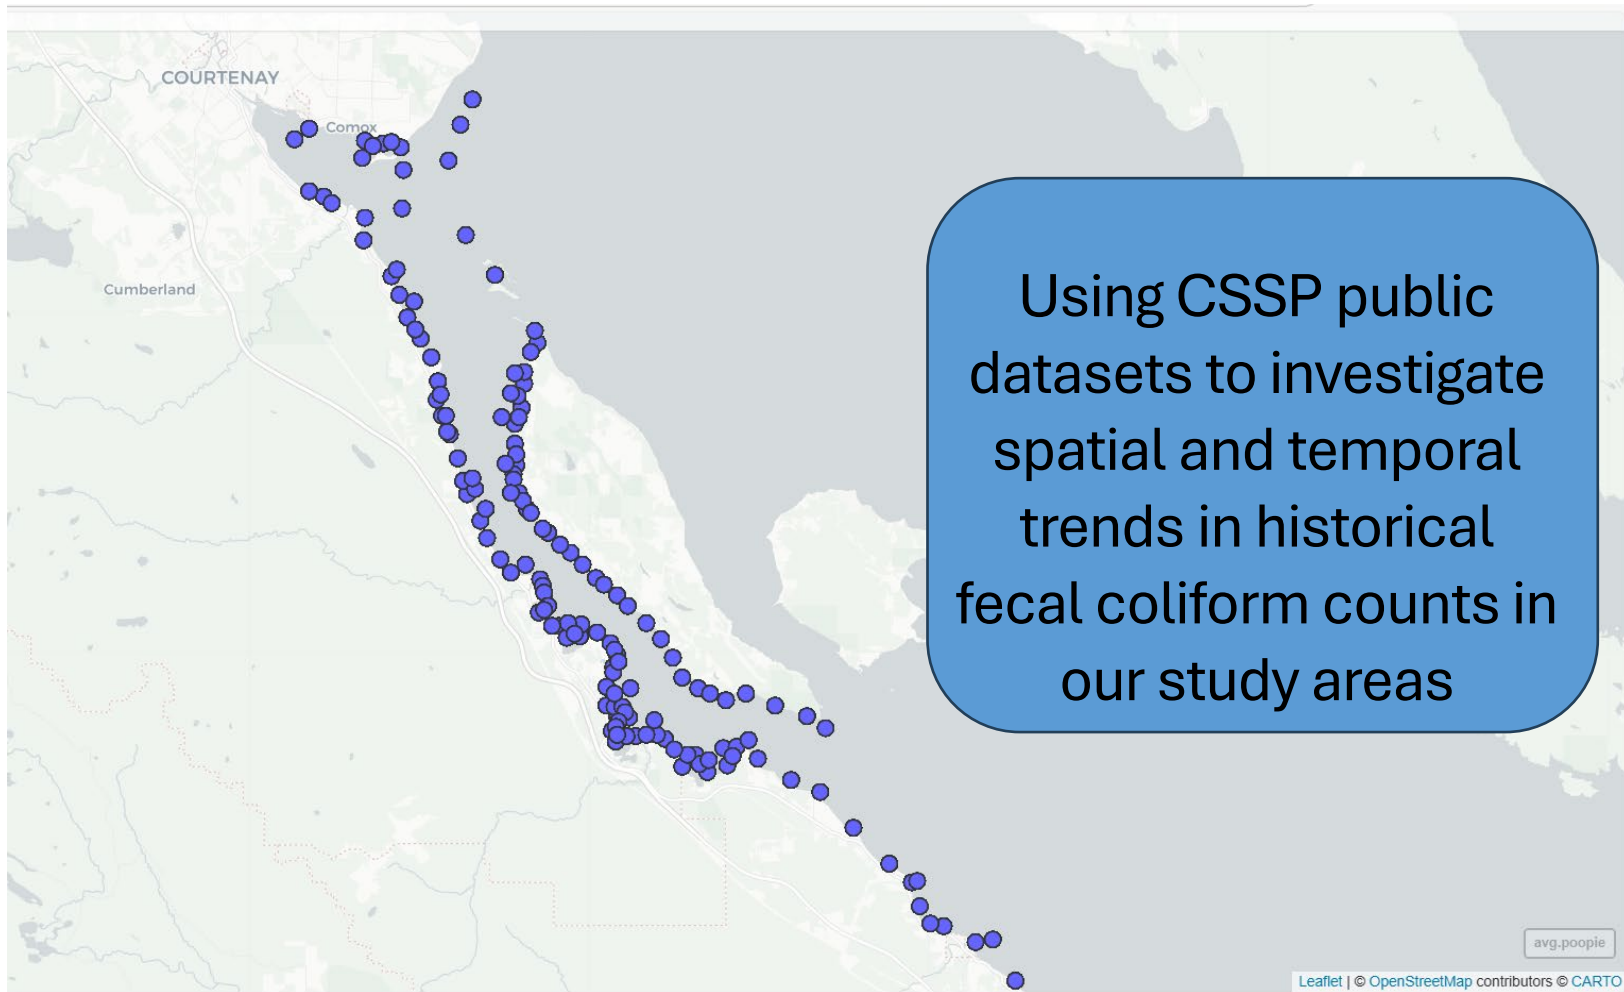 COURTENAY
Comox
Cumberland
Using CSSP public
datasets to investigate
spatial and temporal
trends in historical
fecal coliform counts in
our study areas
avg.poopie
Leaflet | © OpenStreetMap contributors © CARTO